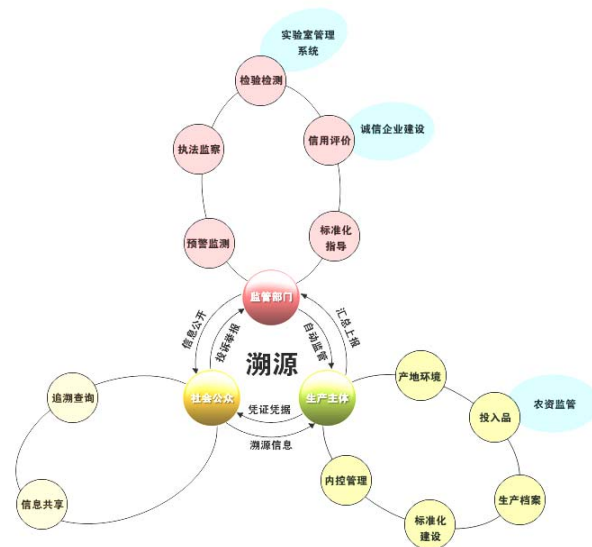 实验室管理
系统
检验检测
诚信企业建设
信用评价
执法监察
标准化
指导
预警监测
监管部门
信息公开
投诉举报
自动监管
汇总上报
溯源
社会公众
凭证凭据
生产主体
溯源信息
追溯查询
信息共享
产地环境
投入品
农资监管
内控管理
生产档案
标准化
建设